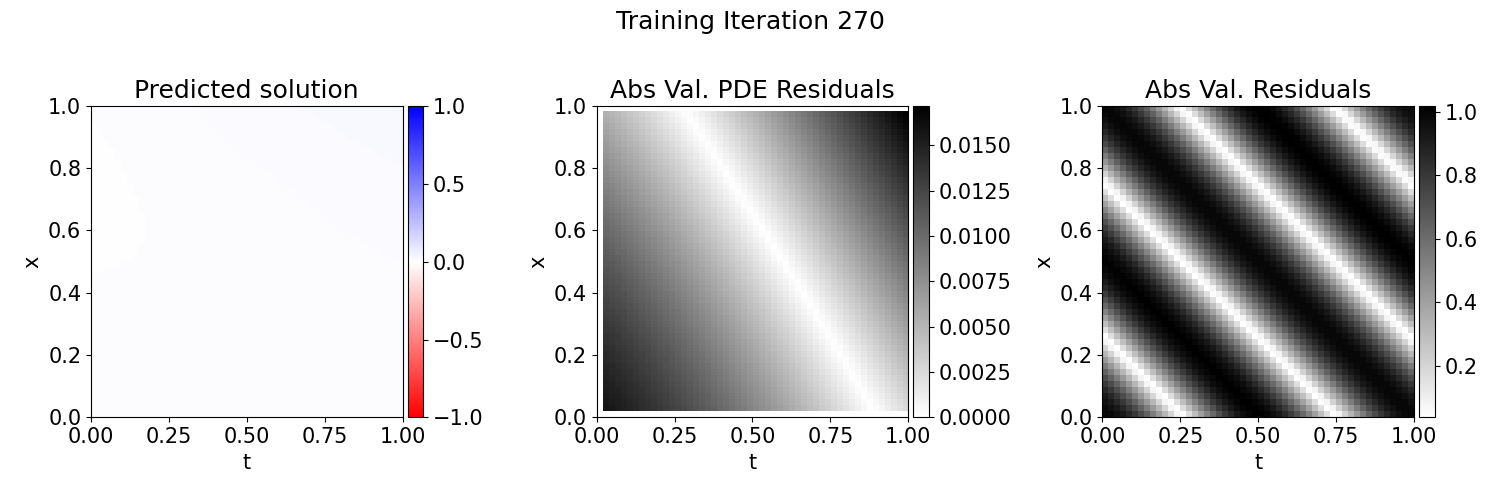 Training Iteration 270
Predicted solution
1.0
0.8
0.6
0.4
0.2
0.0
x
0.00 0.25 0.50 0.75 1.00
t
1.0
0.5
0.0
−0.5
−1.0
Abs Val. PDE Residuals
1.0
0.8
0.6
0.4
0.2
0.0
x
0.00 0.25 0.50 0.75 1.00
t
0.0150
0.0125
0.0100
0.0075
0.0050
0.0025
0.0000
Abs Val. Residuals
1.0
0.8
0.6
0.4
0.2
0.0
x
0.00 0.25 0.50 0.75 1.00
t
1.0
0.8
0.6
0.4
0.2